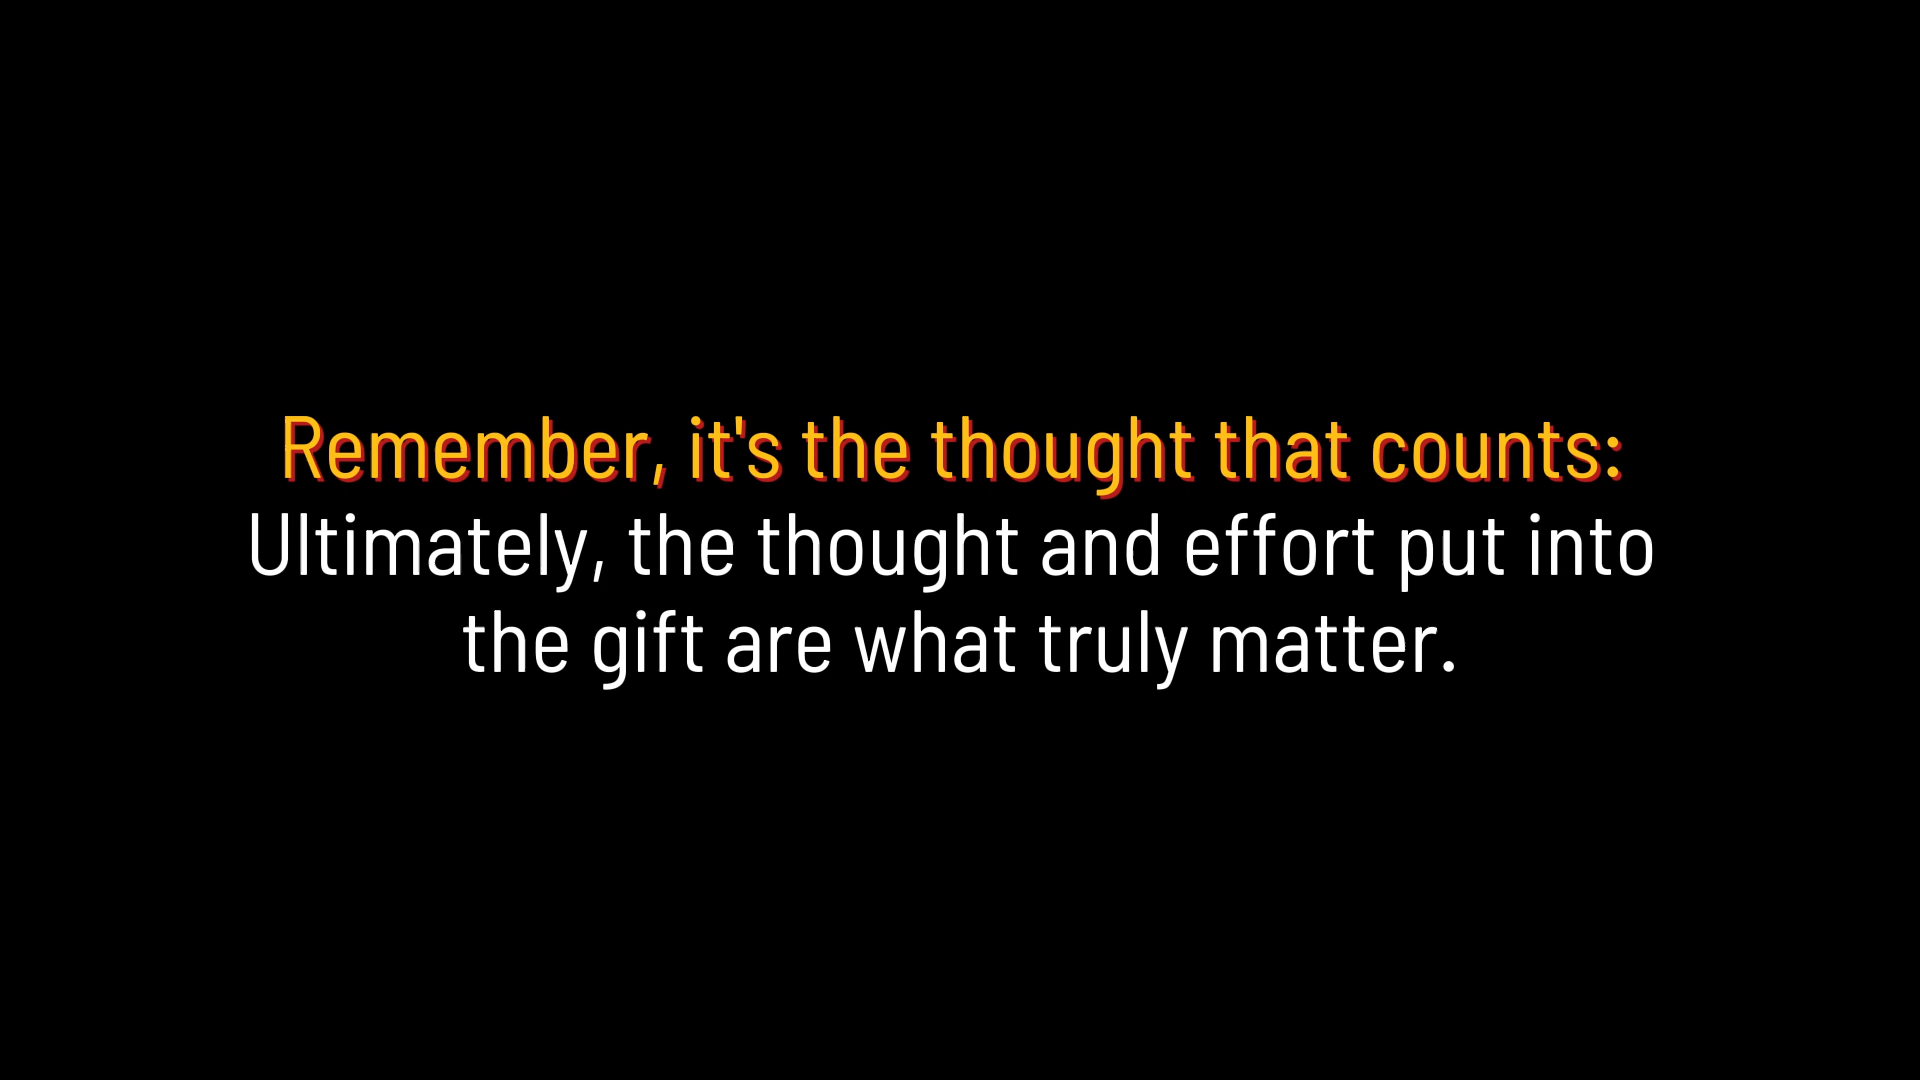 Remember, it's the thought that counts:
Ultimately, the thought and effort put into
the gift are what truly matter.